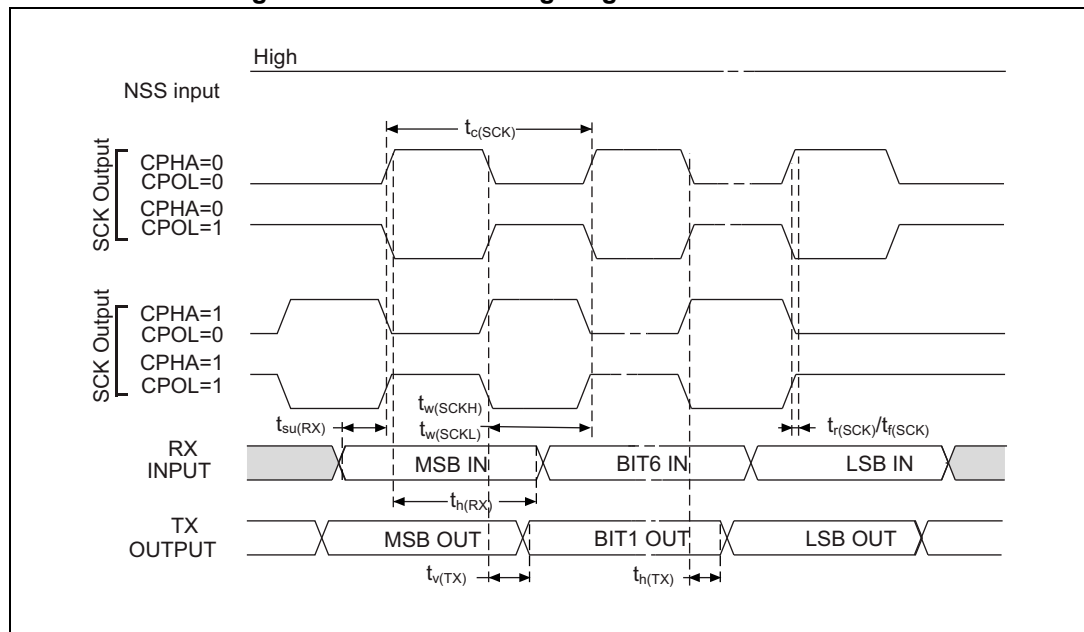 High
NSS input
tc(SCK)
SCK Output
CPHA=0
CPOL=0
CPHA=0
CPOL=1
SCK Output
CPHA=1
CPOL=0
CPHA=1
CPOL=1
tw(SCKH)
tw(SCKL)
tsu(RX)
tr(SCK)/tf(SCK)
RX
INPUT
MSB IN
BIT6 IN
LSB IN
th(RX)
TX
OUTPUT
MSB OUT
BIT1 OUT
LSB OUT
tv(TX)
th(TX)